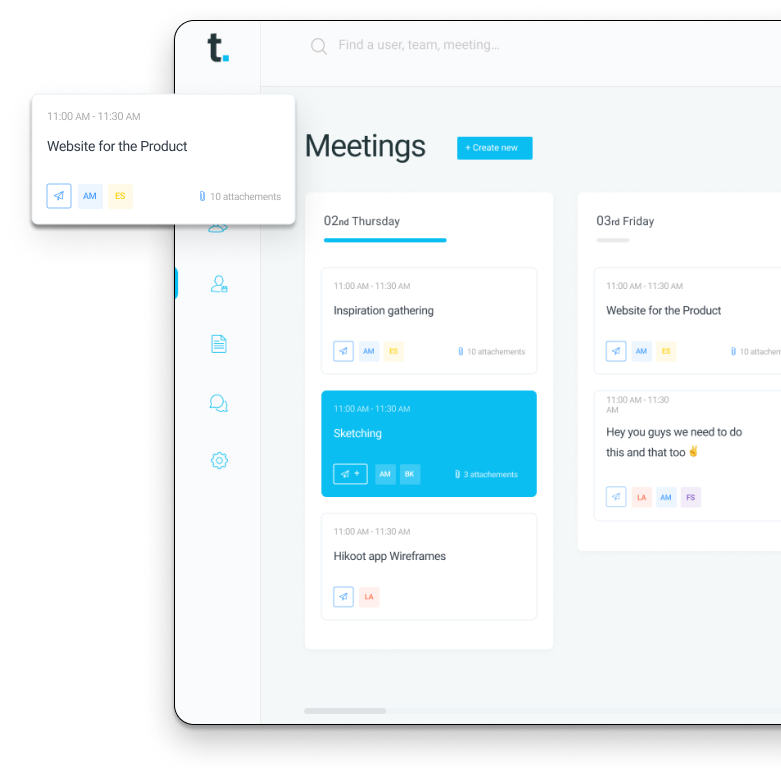 t.
Find a user, team, meeting...
11:00 AM - 11:30 AM
Website for the Product
AM ES 10 attachements
Meetings
+ Create new
02nd Thursday
11:00 AM - 11:30 AM
Inspiration gathering
AM ES 10 attachements
11:00 AM - 11:30 AM
Sketching
+ AM BK 3 attachements
11:00 AM - 11:30 AM
Hikoot app Wireframes
LA
03rd Friday
11:00 AM - 11:30 AM
Website for the Product
AM ES 10 attachemen
11:00 AM - 11:30
AM
Hey you guys we need to do
this and that too ✌️
LA AM FS